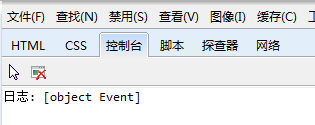 文件(F) 查找(N) 禁用(S) 查看(V) 图像(I) 缓存(C)
HTML CSS 控制台 脚本 探查器 网络
日志: [object Event]